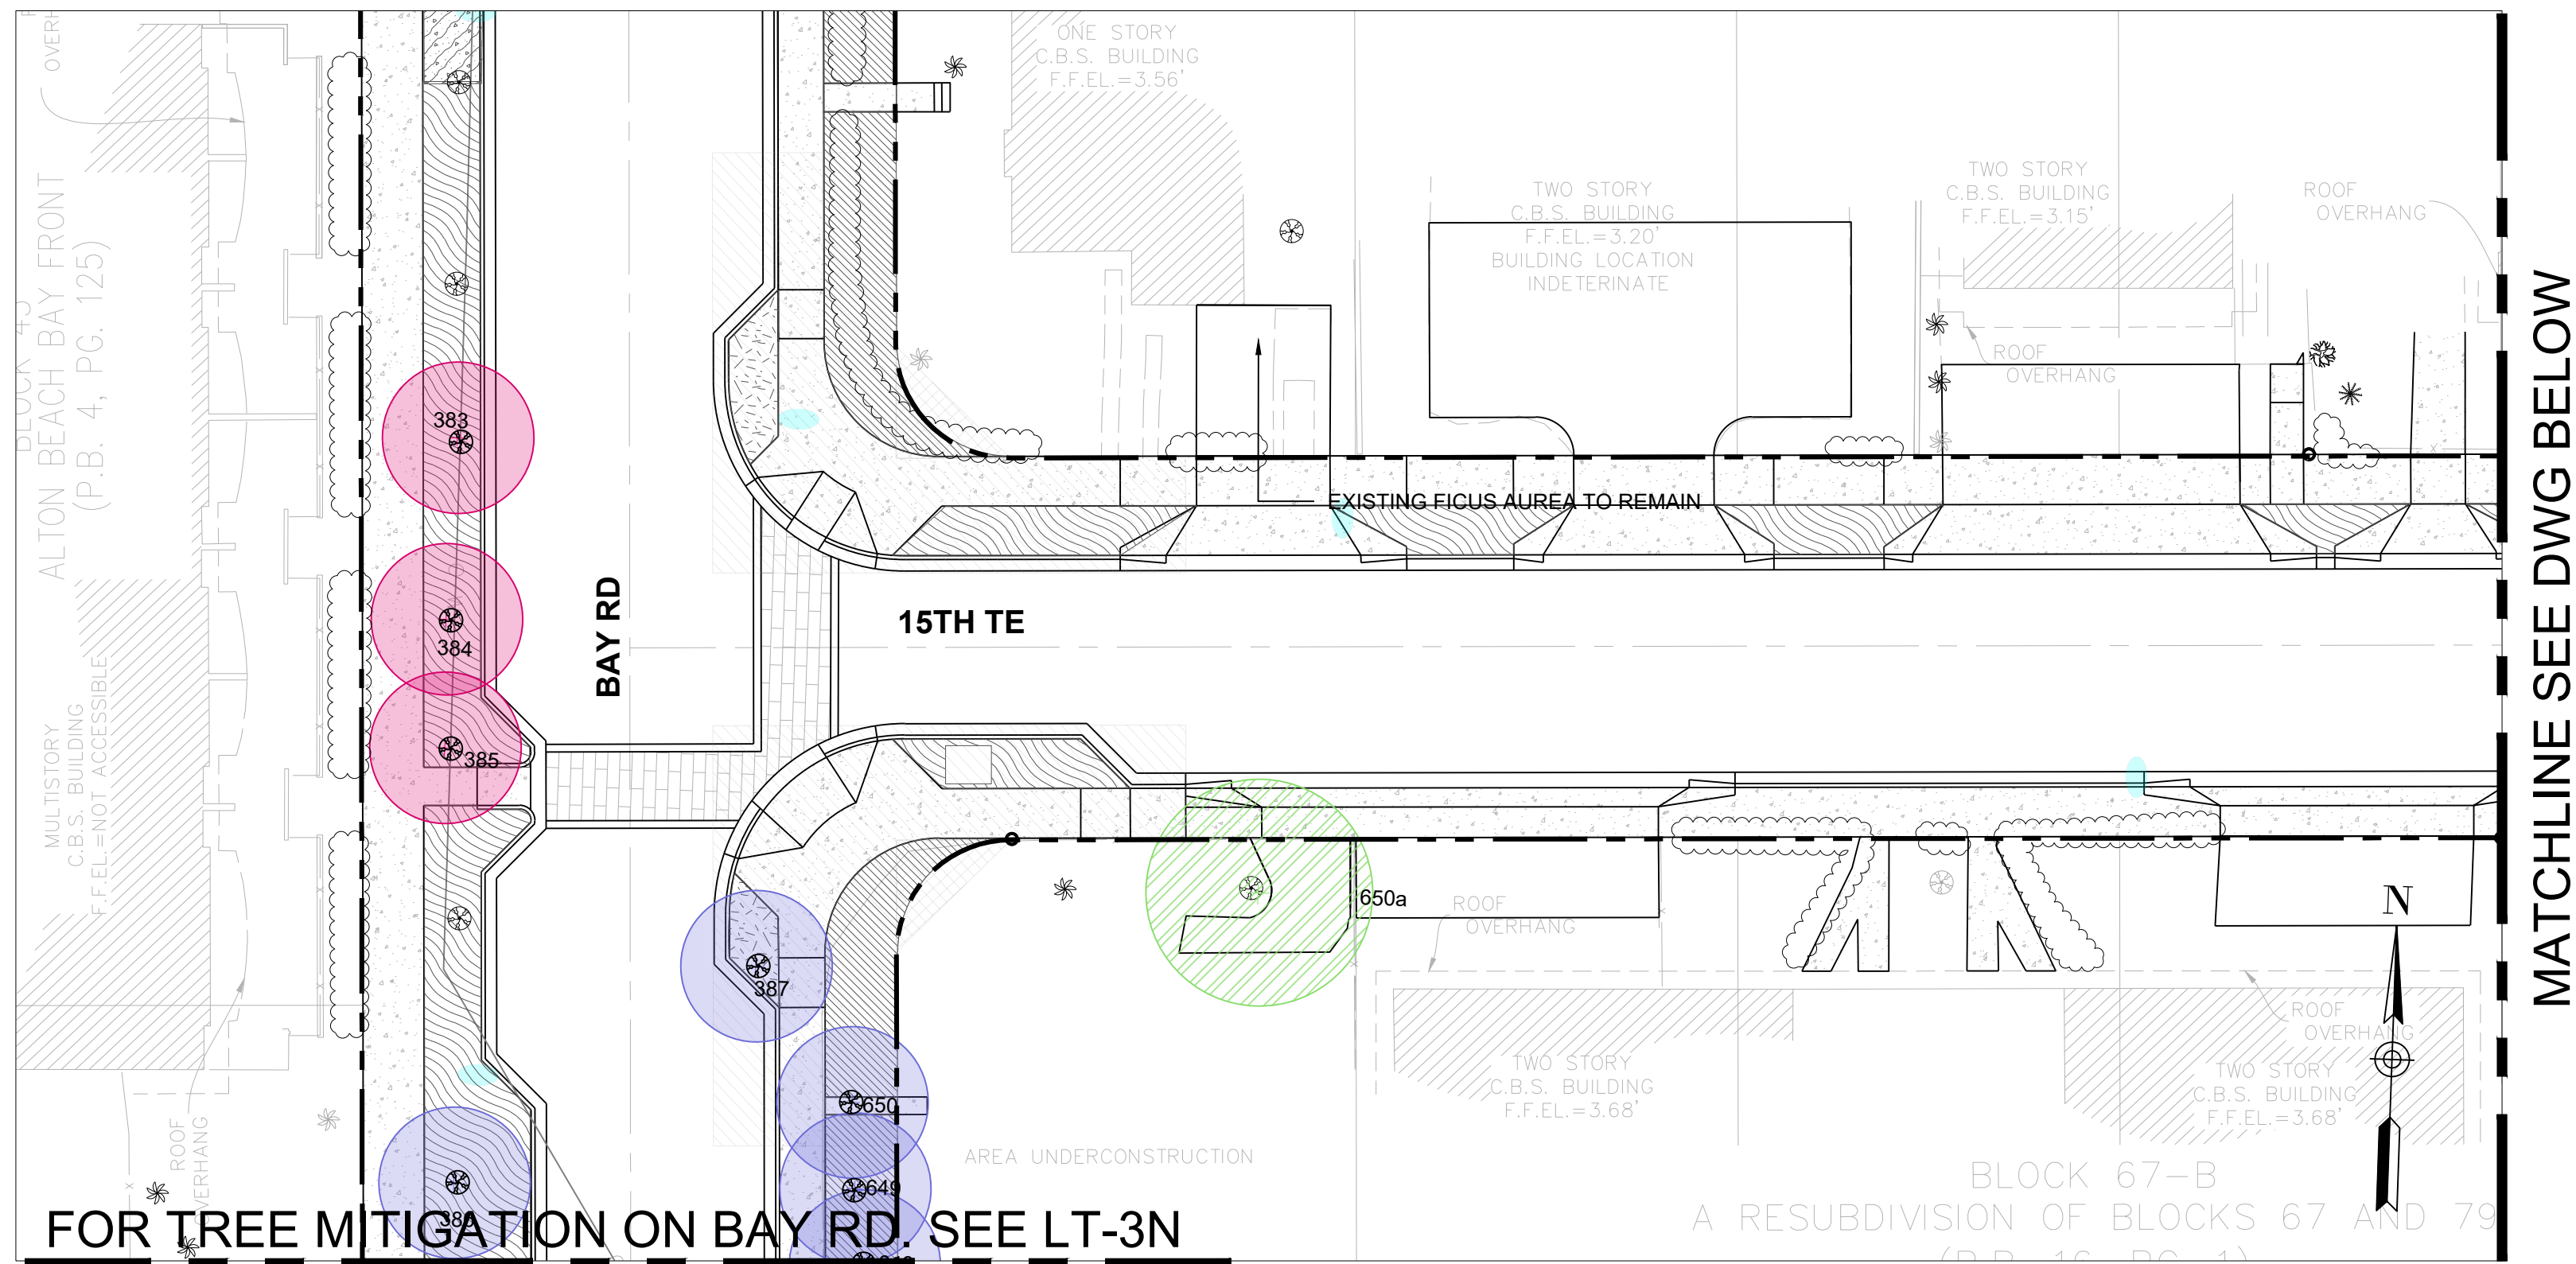 ONE STORY
C.B.S. BUILDING
F.F.EL.=3.56'
TWO STORY
C.B.S. BUILDING
F.F.EL.=3.20'
BUILDING LOCATION
INDETERINATE
TWO STORY
C.B.S. BUILDING
F.F.EL.=3.15'
ROOF
OVERHANG
ROOF
OVERHANG
ALTON BEACH BAY FRONT
(P.B. 4, PG. 125)
383
EXISTING FICUS AUREA TO REMAIN
384
BAY RD
15TH TE
385
MULTISTORY
C.B.S. BUILDING
F.F.EL.=NOT ACCESSIBLE
650a
ROOF
OVERHANG
N
387
ROOF
OVERHANG
650
TWO STORY
C.B.S. BUILDING
F.F.EL.=3.68'
TWO STORY
C.B.S. BUILDING
F.F.EL.=3.68'
AREA UNDERCONSTRUCTION
649
ROOF
OVERHANG
BLOCK 67-B
A RESUBDIVISION OF BLOCKS 67 AND 79
FOR TREE MITIGATION ON BAY RD. SEE LT-3N
MATCHLINE SEE DWG BELOW